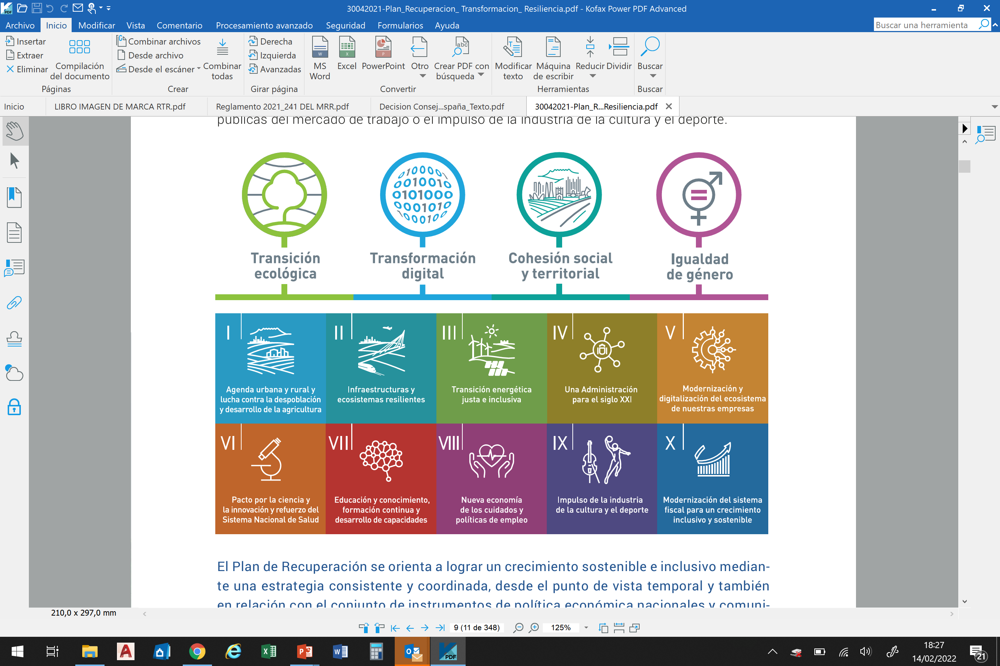 30042021-Plan_Recuperacion_ Transformacion_ Resiliencia.pdf - Kofax Power PDF Advanced
Archivo Inicio Modificar Vista Comentario Procesamiento avanzado Seguridad Formularios Ayuda Buscar una herramienta
Insertar
Extraer
Eliminar
Compilación
del documento
Páginas
Combinar archivos
Desde archivo
Desde el escáner
Combinar
todas
Crear
Derecha
Izquierda
Avanzadas
Girar página
MS
Word
Excel
PowerPoint
Otro
Crear PDF con
búsqueda
Convertir
Modificar
texto
Máquina
de escribir
Reducir
Dividir
Herramientas
Buscar
Buscar
Inicio LIBRO IMAGEN DE MARCA RTR.pdf Reglamento 2021_241 DEL MRR.pdf Decision Consej...spaña_Texto.pdf 30042021-Plan_R...Resiliencia.pdf
públicas del mercado de trabajo o el impulso de la industria de la cultura y el deporte.
10000
0010010
0101000
0001010
000100
Transición
ecológica
Transformación
digital
Cohesión social
y territorial
Igualdad
de género
I
Agenda urbana y rural y
lucha contra la despoblación
y desarrollo de la agricultura
II
Infraestructuras y
ecosistemas resilientes
III
Transición energética
justa e inclusiva
IV
Una Administración
para el siglo XXI
V
Modernización y
digitalización del ecosistema
de nuestras empresas
VI
Pacto por la ciencia y
la innovación y refuerzo del
Sistema Nacional de Salud
VII
Educación y conocimiento,
formación continua y
desarrollo de capacidades
VIII
Nueva economía
de los cuidados y
políticas de empleo
IX
Impulso de la industria
de la cultura y el deporte
X
Modernización del sistema
fiscal para un crecimiento
inclusivo y sostenible
El Plan de Recuperación se orienta a lograr un crecimiento sostenible e inclusivo median-
te una estrategia consistente y coordinada, desde el punto de vista temporal y también
en relación con el conjunto de instrumentos de política económica nacionales y comuni-
210,0 x 297,0 mm
9 (11 de 348) 125%
18:27
14/02/2022
21